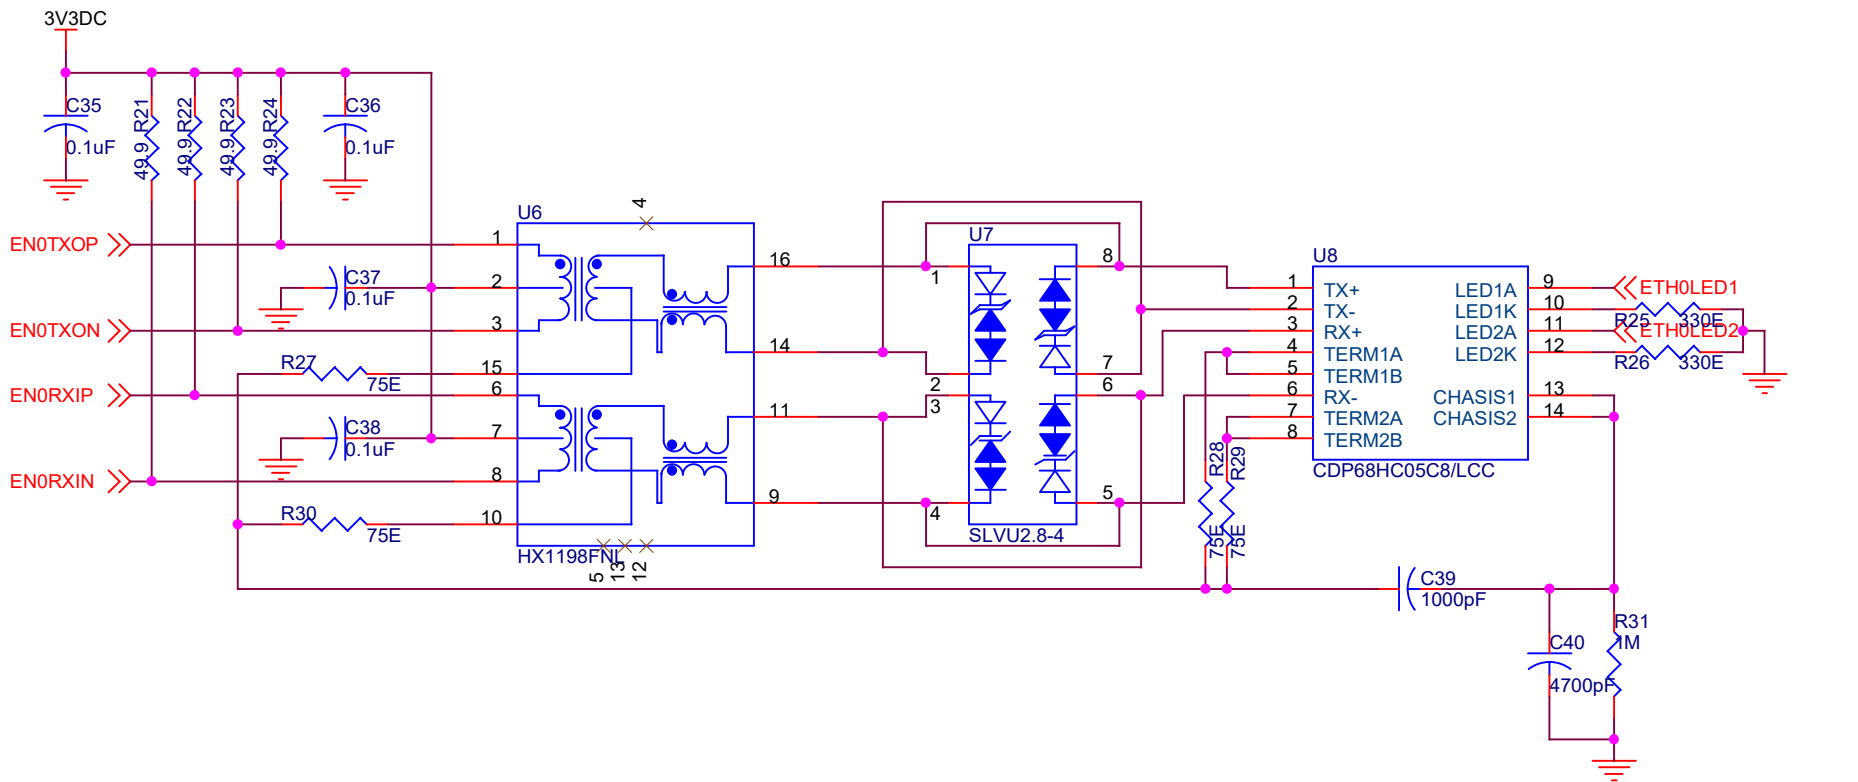 3V3DC
C35
0.1uF
R21
49.9
R22
49.9
R23
49.9
R24
49.9
C36
0.1uF
EN0TXOP
EN0TXON
EN0RXIP
EN0RXIN
C37
0.1uF
C38
0.1uF
R27
75E
R30
75E
U6
4
1
2
3
15
6
7
8
10
16
14
11
9
HX1198FNL
5
13
12
U7
1
2
3
4
8
7
6
5
SLVU2.8-4
U8
1
2
3
4
5
6
7
8
TX+
TX-
RX+
TERM1A
TERM1B
RX-
TERM2A
TERM2B
LED1A
LED1K
LED2A
LED2K
CHASIS1
CHASIS2
9
10
11
12
13
14
CDP68HC05C8/LCC
ETH0LED1
R25
330E
ETH0LED2
R26
330E
R28
75E
R29
75E
C39
1000pF
C40
4700pF
R31
1M